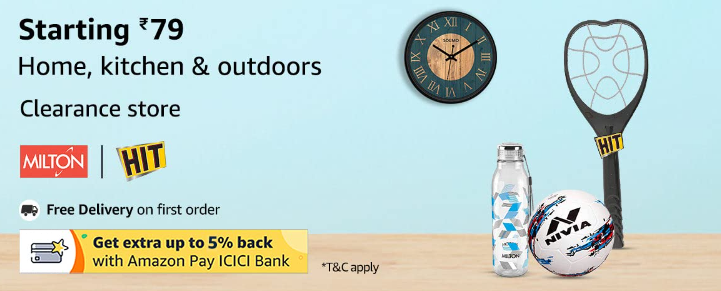 Starting ₹79
Home, kitchen & outdoors
Clearance store
MILTON | HIT
Free Delivery on first order
Get extra up to 5% back
with Amazon Pay ICICI Bank
*T&C apply
XII
HIT
NIVIA
MILTON